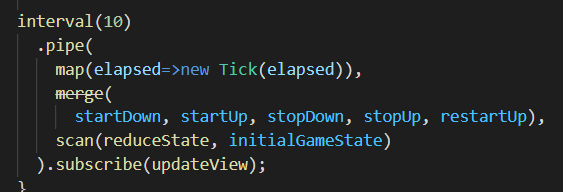 interval(10)
.pipe(
map(elapsed=>new Tick(elapsed)),
merge(
startDown, startUp, stopDown, stopUp, restartUp),
scan(reduceState, initialGameState)
).subscribe(updateView);
}